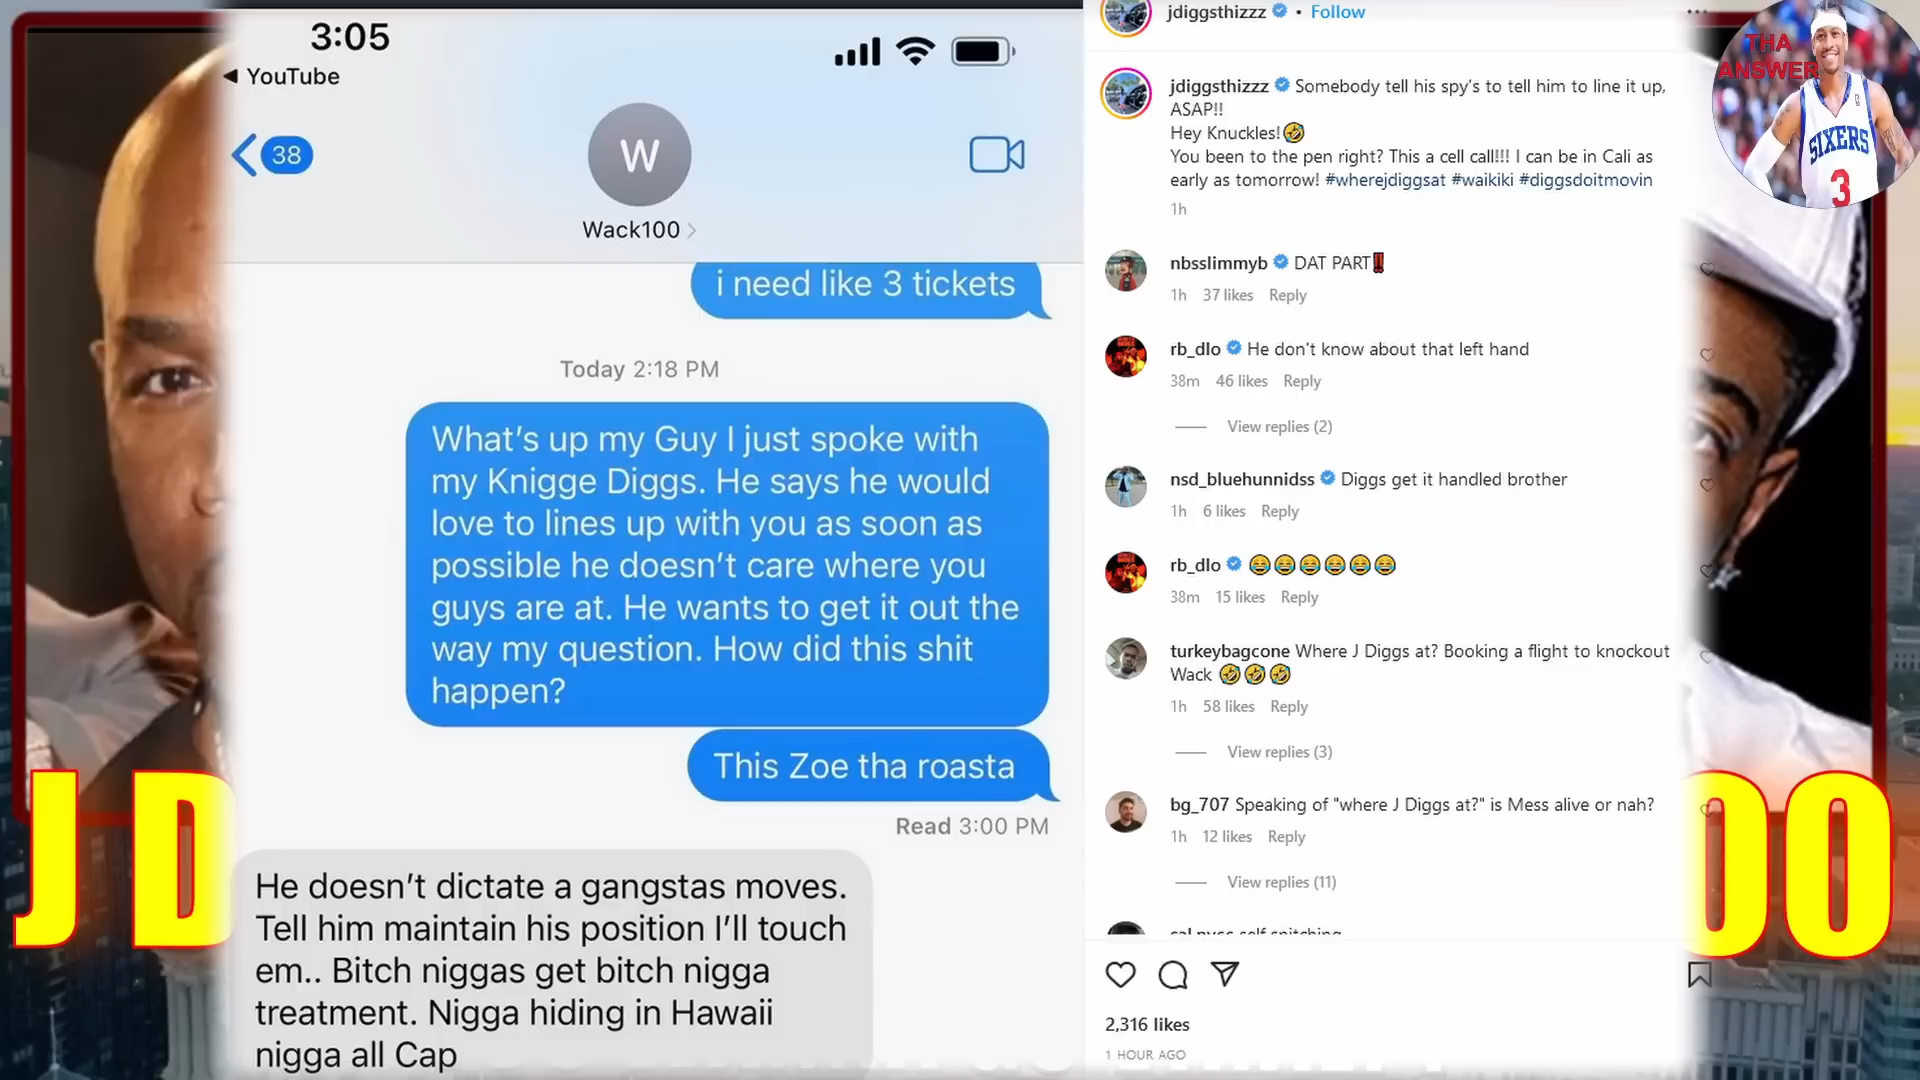 3:05
YouTube
38
W
Wack100
i need like 3 tickets
Today 2:18 PM
What's up my Guy I just spoke with
my Knigge Diggs. He says he would
love to lines up with you as soon as
possible he doesn't care where you
guys are at. He wants to get it out the
way my question. How did this shit
happen?
This Zoe tha roasta
Read 3:00 PM
He doesn't dictate a gangstas moves.
Tell him maintain his position I'll touch
em.. Bitch niggas get bitch nigga
treatment. Nigga hiding in Hawaii
nigga all Cap
jdiggsthizzz • Follow
jdiggsthizzz Somebody tell his spy's to tell him to line it up,
ASAP!!
Hey Knuckles!🤣
You been to the pen right? This a cell call!!! I can be in Cali as
early as tomorrow! #wherejdiggsat #waikiki #diggsdoitmovin
1h
nbsslimmyb DAT PART‼️
1h 37 likes Reply
rb_dlo He don't know about that left hand
38m 46 likes Reply
View replies (2)
nsd_bluehunnidss Diggs get it handled brother
1h 6 likes Reply
rb_dlo 😂😂😂😂😂😂
38m 15 likes Reply
turkeybagcone Where J Diggs at? Booking a flight to knockout
Wack 🤣🤣🤣
1h 58 likes Reply
View replies (3)
bg_707 Speaking of "where J Diggs at?" is Mess alive or nah?
1h 12 likes Reply
View replies (11)
self snitching
2,316 likes
1 HOUR AGO
THA
ANSWER
SIXERS
3
J D
00